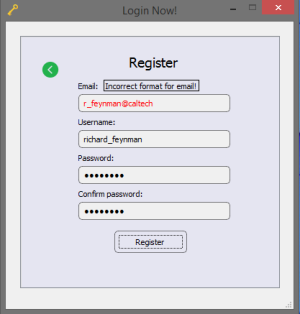 Login Now!
Register
Email: Incorrect format for email!
r_feynman@caltech
Username:
richard_feynman
Password:
●●●●●●●●
Confirm password:
●●●●●●●●
Register